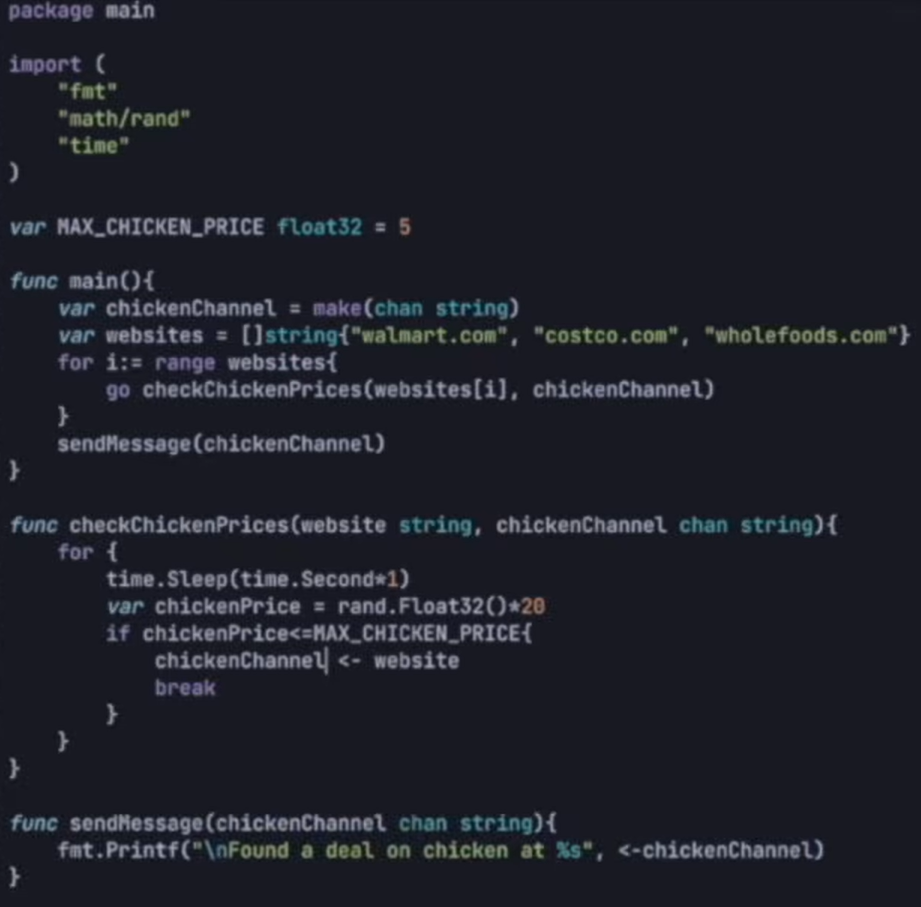 package main

import (
    "fmt"
    "math/rand"
    "time"
)

var MAX_CHICKEN_PRICE float32 = 5

func main(){
    var chickenChannel = make(chan string)
    var websites = []string{"walmart.com", "costco.com", "wholefoods.com"}
    for i:= range websites{
        go checkChickenPrices(websites[i], chickenChannel)
    }
    sendMessage(chickenChannel)
}

func checkChickenPrices(website string, chickenChannel chan string){
    for {
        time.Sleep(time.Second*1)
        var chickenPrice = rand.Float32()*20
        if chickenPrice<=MAX_CHICKEN_PRICE{
            chickenChannel <- website
            break
        }
    }
}

func sendMessage(chickenChannel chan string){
    fmt.Printf("\nFound a deal on chicken at %s", <-chickenChannel)
}